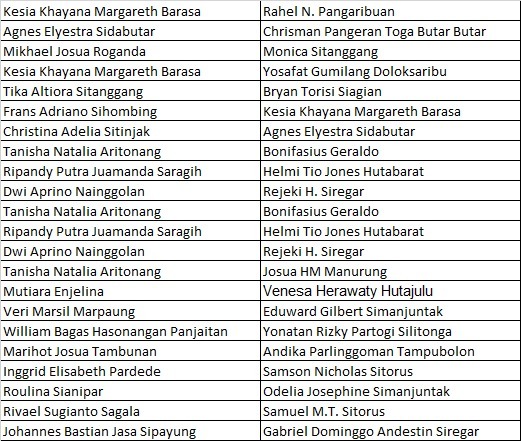 Kesia Khayana Margareth Barasa Rahel N. Pangaribuan
Agnes Elyestra Sidabutar Chrisman Pangeran Toga Butar Butar
Mikhael Josua Roganda Monica Sitanggang
Kesia Khayana Margareth Barasa Yosafat Gumilang Doloksaribu
Tika Altiora Sitanggang Bryan Torisi Siagian
Frans Adriano Sihombing Kesia Khayana Margareth Barasa
Christina Adelia Sitinjak Agnes Elyestra Sidabutar
Tanisha Natalia Aritonang Bonifasius Geraldo
Ripandy Putra Juamanda Saragih Helmi Tio Jones Hutabarat
Dwi Aprino Nainggolan Rejeki H. Siregar
Tanisha Natalia Aritonang Bonifasius Geraldo
Ripandy Putra Juamanda Saragih Helmi Tio Jones Hutabarat
Dwi Aprino Nainggolan Rejeki H. Siregar
Tanisha Natalia Aritonang Josua HM Manurung
Mutiara Enjelina Venesa Herawaty Hutajulu
Veri Marsil Marpaung Eduward Gilbert Simanjuntak
William Bagas Hasonangan Panjaitan Yonatan Rizky Partogi Silitonga
Marihot Josua Tambunan Andika Parlinggoman Tampubolon
Inggrid Elisabeth Pardede Samson Nicholas Sitorus
Roulina Sianipar Odelia Josephine Simanjuntak
Rivael Sugianto Sagala Samuel M.T. Sitorus
Johannes Bastian Jasa Sipayung Gabriel Dominggo Andestin Siregar